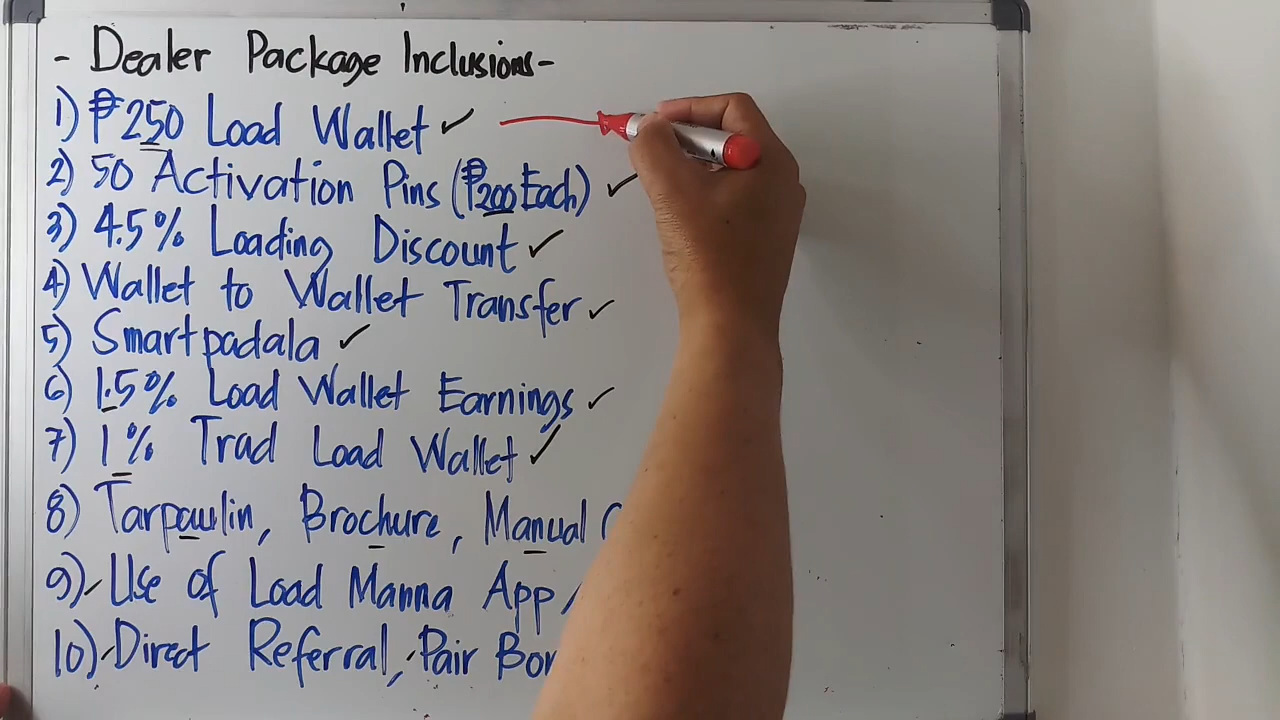 - Dealer Package Inclusions -
1) ₱250 Load Wallet ✓
2) 50 Activation Pins (₱200 Each) ✓
3) 4.5% Loading Discount ✓
4) Wallet to Wallet Transfer ✓
5) Smartpadala ✓
6) 1.5% Load Wallet Earnings ✓
7) 1% Trad Load Wallet ✓
8) Tarpaulin, Brochure, Manual
9) Use of Load Manna App
10) Direct Referral, Pair